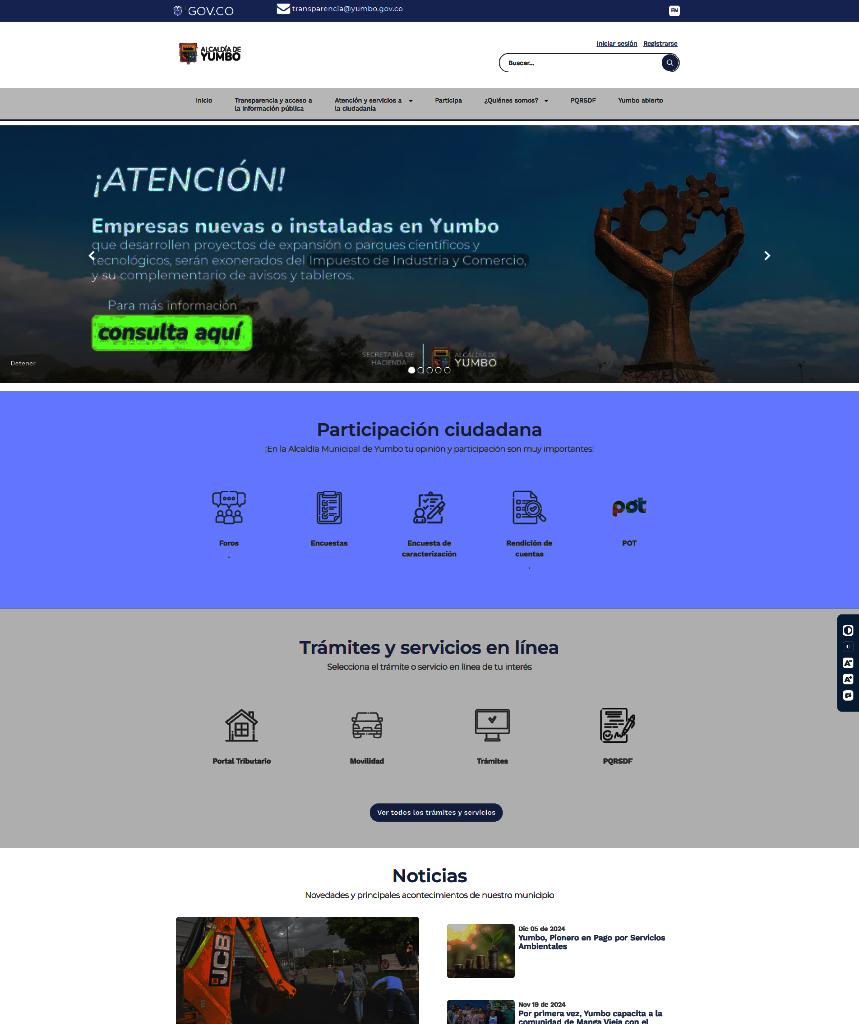 GOV.CO
transparencia@yumbo.gov.co
EN
ALCALDÍA DE
YUMBO
Iniciar sesión Registrarse
Buscar...
Inicio
Transparencia y acceso a
la información pública
Atención y servicios a
la ciudadanía
Participa
¿Quiénes somos?
PQRSDF
Yumbo abierto
¡ATENCIÓN!
Empresas nuevas o instaladas en Yumbo
que desarrollen proyectos de expansión o parques científicos y
tecnológicos, serán exonerados del Impuesto de Industria y Comercio,
y su complementario de avisos y tableros.
Para más información
consulta aquí
Detener
SECRETARÍA DE
HACIENDA
ALCALDÍA DE
YUMBO
Participación ciudadana
¡En la Alcaldía Municipal de Yumbo tu opinión y participación son muy importantes!
Foros
.
Encuestas
Encuesta de
caracterización
Rendición de
cuentas
.
pot
POT
Trámites y servicios en línea
Selecciona el trámite o servicio en línea de tu interés
Portal Tributario
Movilidad
Trámites
PQRSDF
Ver todos los trámites y servicios
Noticias
Novedades y principales acontecimientos de nuestro municipio
JCB
Dic 05 de 2024
Yumbo, Pionero en Pago por Servicios
Ambientales
Nov 19 de 2024
Por primera vez, Yumbo capacita a la
comunidad de Manga Vieja con el